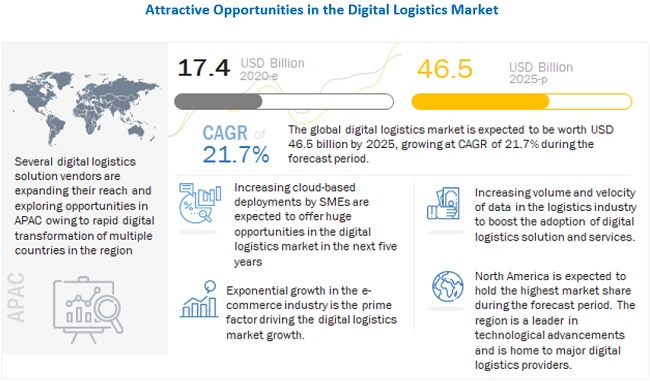 Attractive Opportunities in the Digital Logistics Market
17.4
USD Billion
2020-e
46.5
USD Billion
2025-p
CAGR of
21.7%
The global digital logistics market is expected to be worth USD
46.5 billion by 2025, growing at CAGR of 21.7% during the
forecast period.
Several digital logistics
solution vendors are
expanding their reach and
exploring opportunities in
APAC owing to rapid digital
transformation of multiple
countries in the region
APAC
Increasing cloud-based
deployments by SMEs are
expected to offer huge
opportunities in the digital
logistics market in the next five
years
Increasing volume and velocity
of data in the logistics industry
to boost the adoption of digital
logistics solution and services.
Exponential growth in the e-
commerce industry is the prime
factor driving the digital logistics
market growth.
North America is expected to
hold the highest market share
during the forecast period. The
region is a leader in
technological advancements
and is home to major digital
logistics providers.